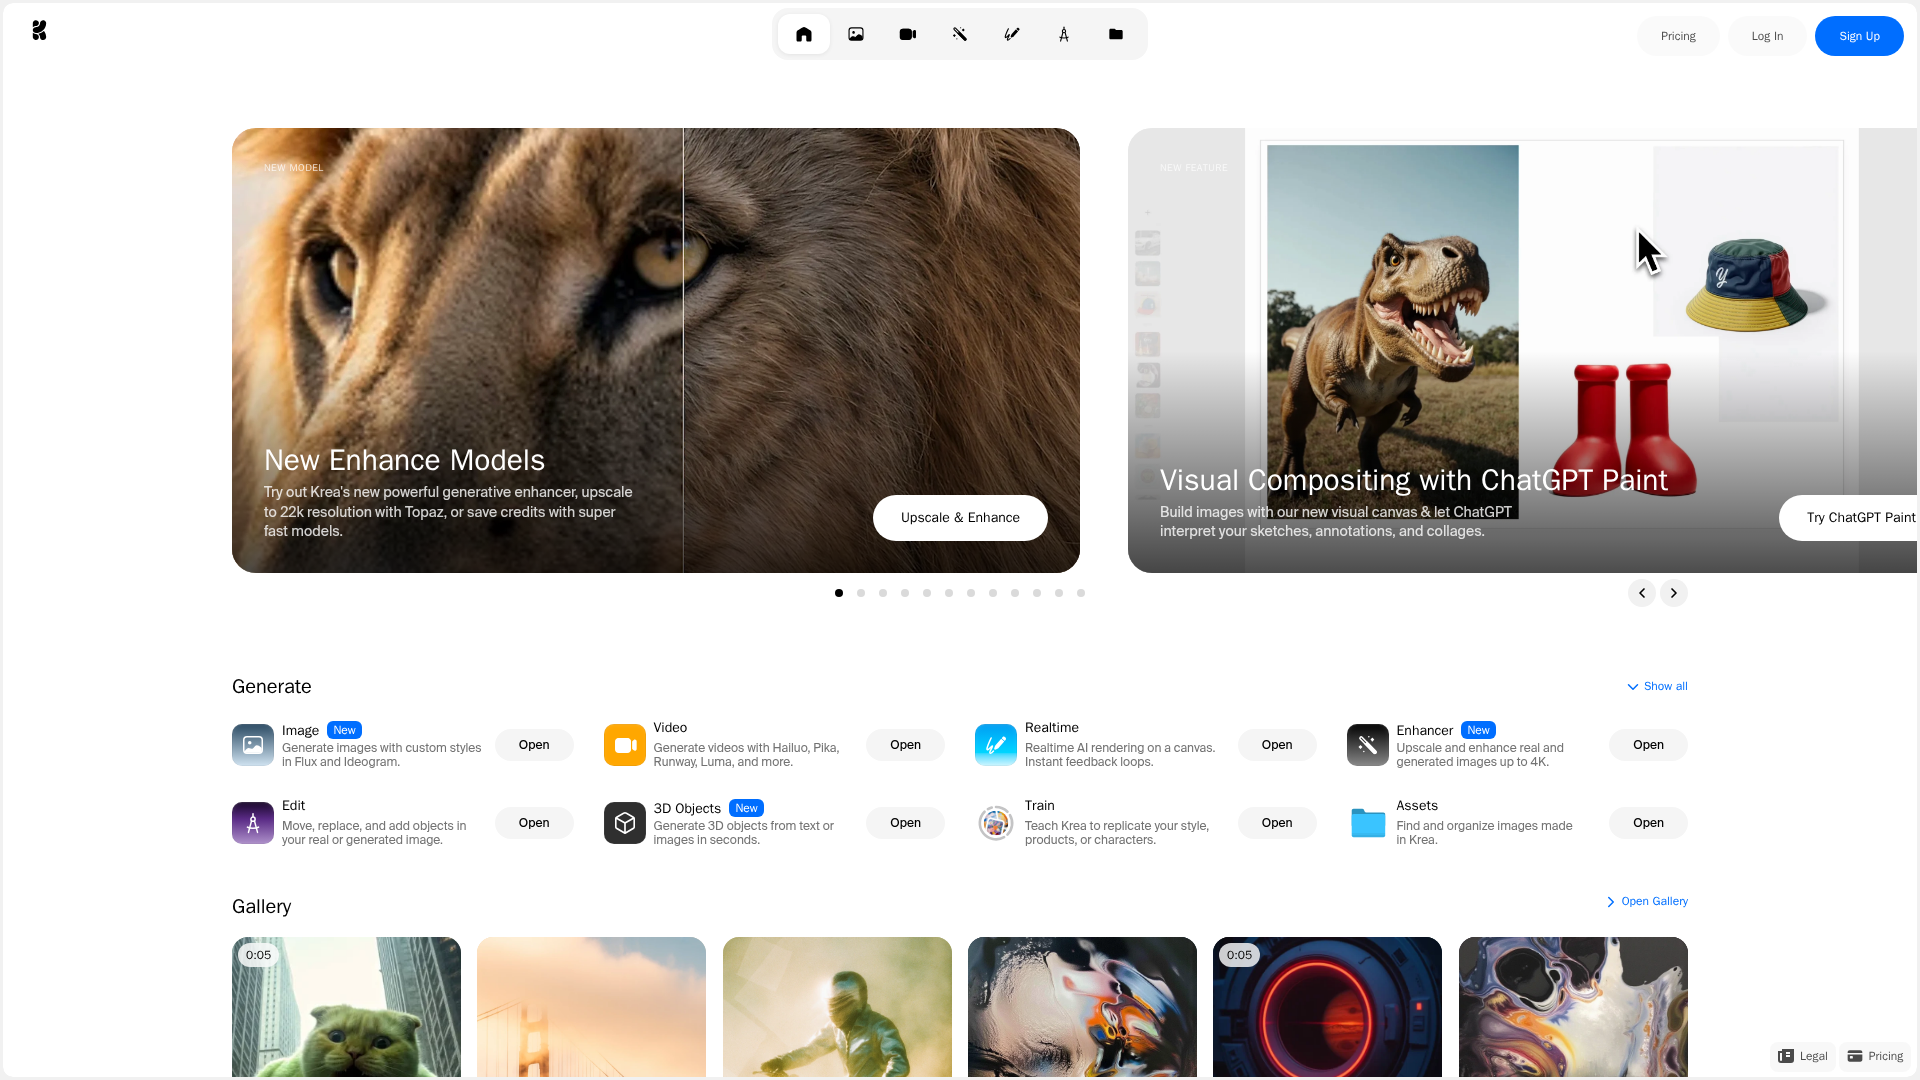 Pricing
Log In
Sign Up
NEW MODEL
New Enhance Models
Try out Krea's new powerful generative enhancer, upscale
to 22k resolution with Topaz, or save credits with super
fast models.
Upscale & Enhance
NEW FEATURE
Visual Compositing with ChatGPT Paint
Build images with our new visual canvas & let ChatGPT
interpret your sketches, annotations, and collages.
Try ChatGPT Paint
Generate
Show all
Image New
Generate images with custom styles
in Flux and Ideogram.
Open
Video
Generate videos with Hailuo, Pika,
Runway, Luma, and more.
Open
Realtime
Realtime AI rendering on a canvas.
Instant feedback loops.
Open
Enhancer New
Upscale and enhance real and
generated images up to 4K.
Open
Edit
Move, replace, and add objects in
your real or generated image.
Open
3D Objects New
Generate 3D objects from text or
images in seconds.
Open
Train
Teach Krea to replicate your style,
products, or characters.
Open
Assets
Find and organize images made
in Krea.
Open
Gallery
Open Gallery
0:05
0:05
Legal
Pricing